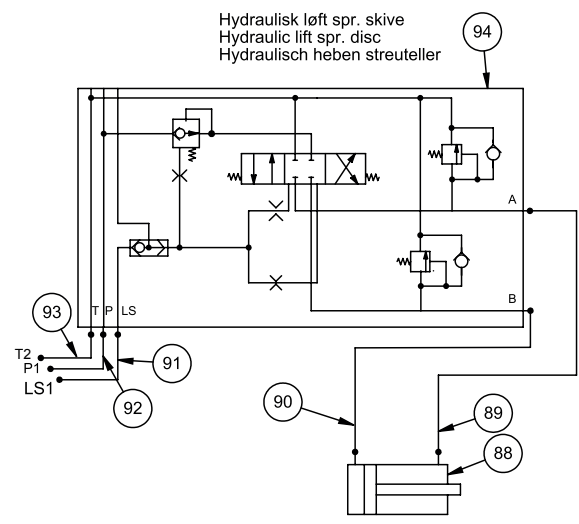 Hydraulisk løft spr. skive
Hydraulic lift spr. disc
Hydraulisch heben streuteller
94
A
B
T P LS
93
T2
P1
LS1
91
92
90
89
88